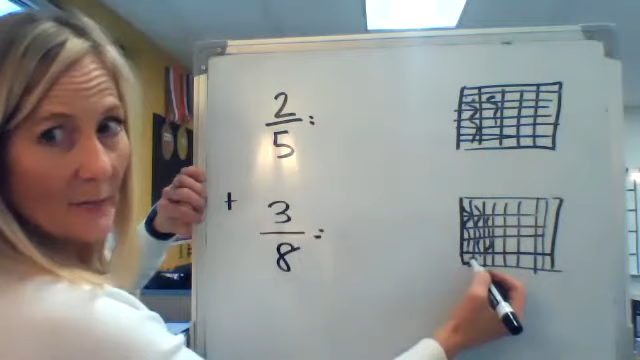 2/5 =
+ 3/8 =